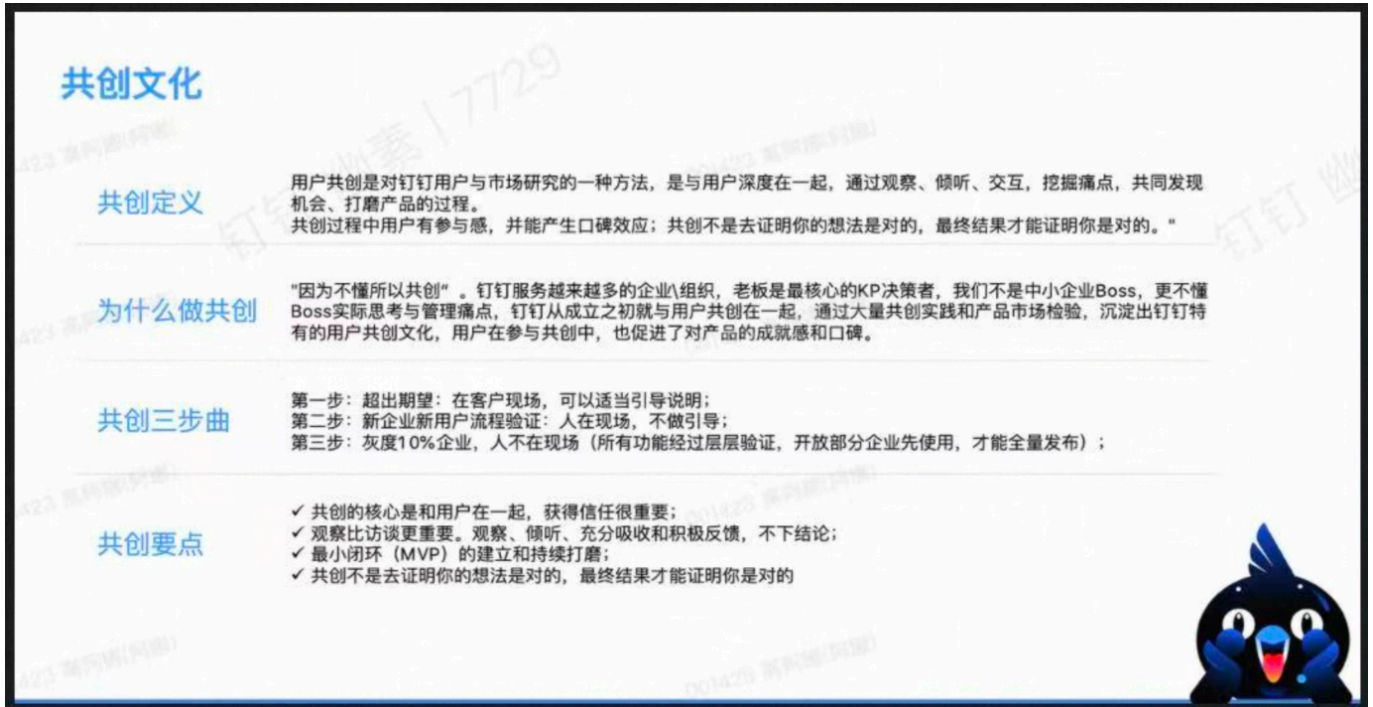 共创文化
共创定义
用户共创是对钉钉用户与市场研究的一种方法，是与用户深度在一起，通过观察、倾听、交互，挖掘痛点，共同发现
机会、打磨产品的过程。
共创过程中用户有参与感，并能产生口碑效应；共创不是去证明你的想法是对的，最终结果才能证明你是对的。"
为什么做共创
"因为不懂所以共创“ 。钉钉服务越来越多的企业\组织，老板是最核心的KP决策者，我们不是中小企业Boss，更不懂
Boss实际思考与管理痛点，钉钉从成立之初就与用户共创在一起，通过大量共创实践和产品市场检验，沉淀出钉钉特
有的用户共创文化，用户在参与共创中，也促进了对产品的成就感和口碑。
共创三步曲
第一步：超出期望：在客户现场，可以适当引导说明；
第二步：新企业新用户流程验证：人在现场，不做引导；
第三步：灰度10%企业，人不在现场（所有功能经过层层验证，开放部分企业先使用，才能全量发布）；
共创要点
✓ 共创的核心是和用户在一起，获得信任很重要；
✓ 观察比访谈更重要。观察、倾听、充分吸收和积极反馈，不下结论；
✓ 最小闭环（MVP）的建立和持续打磨；
✓ 共创不是去证明你的想法是对的，最终结果才能证明你是对的